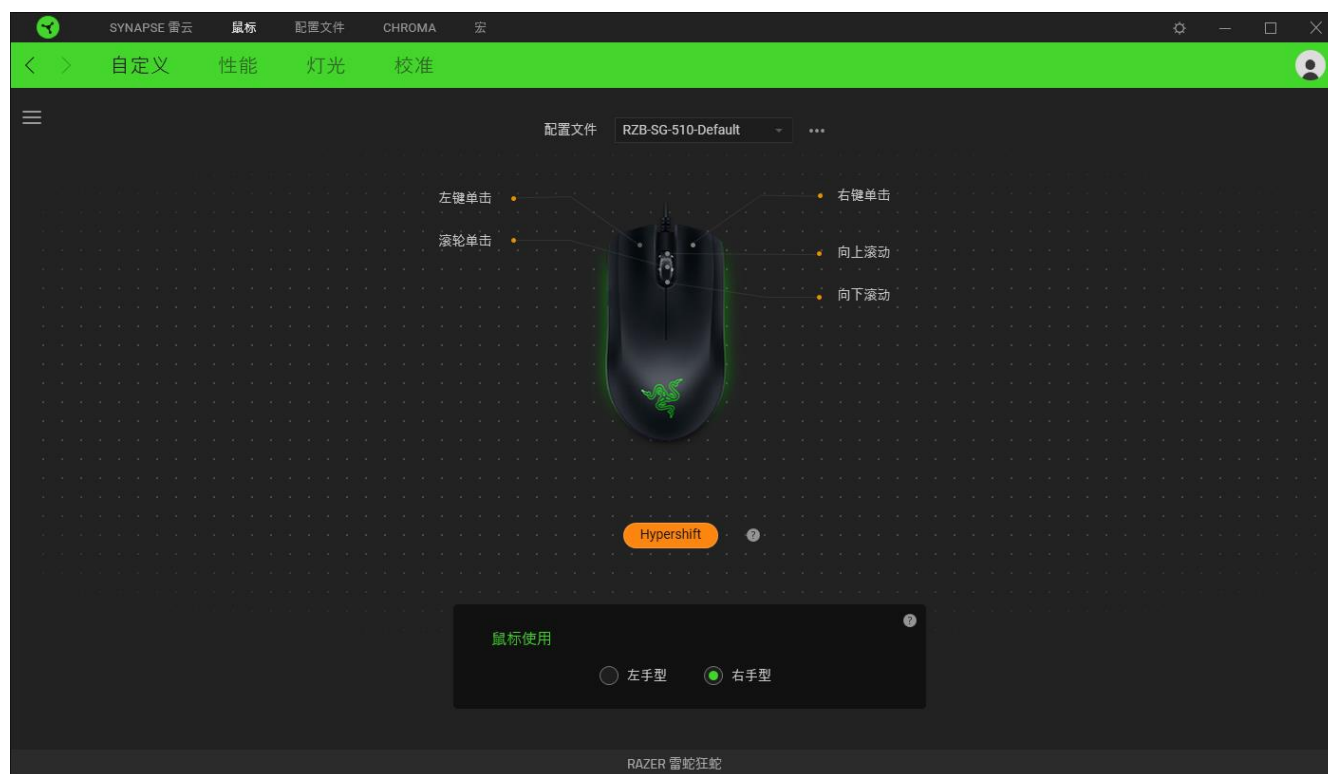 SYNAPSE 雷云 鼠标 配置文件 CHROMA 宏
自定义 性能 灯光 校准
配置文件 RZB-SG-510-Default
左键单击 右键单击
滚轮单击 向上滚动
向下滚动
Hypershift ?
?
鼠标使用
左手型 右手型
RAZER 雷蛇狂蛇